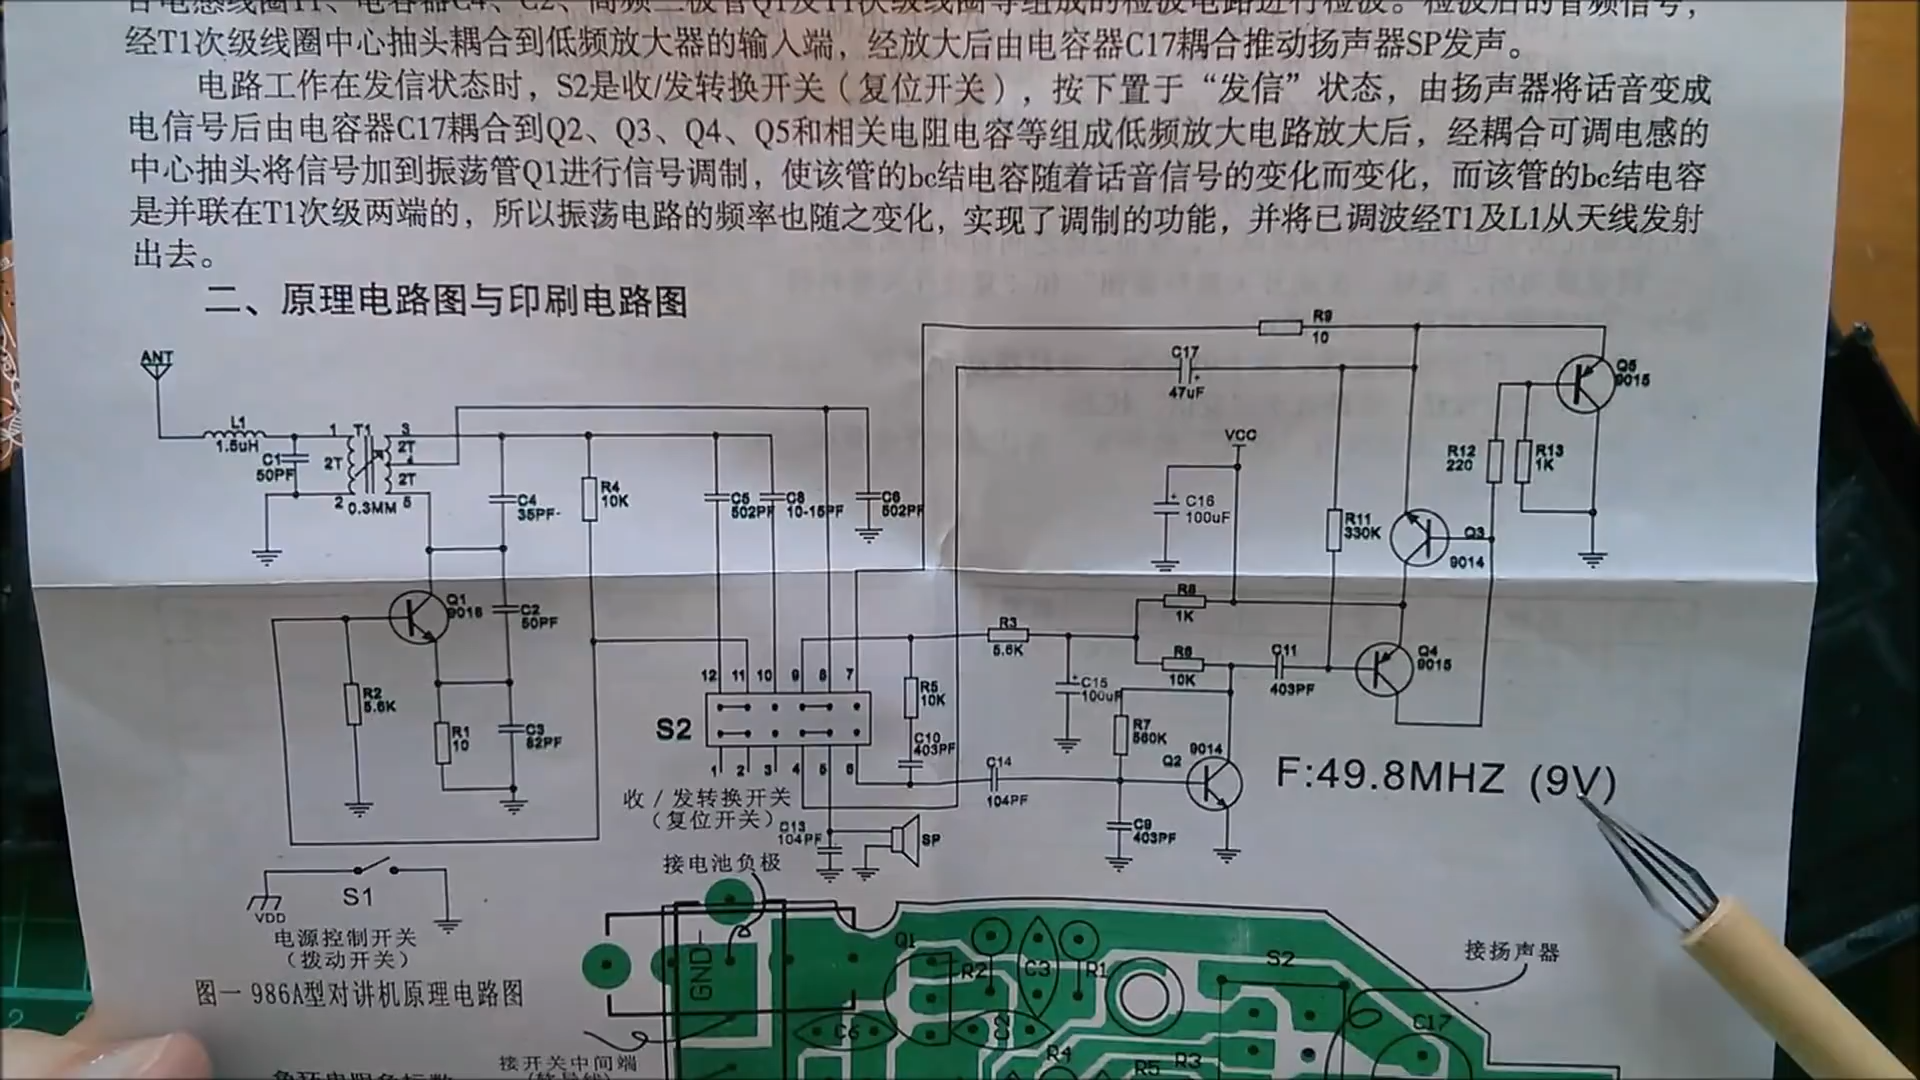 经T1次级线圈中心抽头耦合到低频放大器的输入端，经放大后由电容器C17耦合推动扬声器SP发声。
电路工作在发信状态时，S2是收/发转换开关（复位开关），按下置于“发信”状态，由扬声器将话音变成
电信号后由电容器C17耦合到Q2、Q3、Q4、Q5和相关电阻电容等组成低频放大电路放大后，经耦合可调电感的
中心抽头将信号加到振荡管Q1进行信号调制，使该管的bc结电容随着话音信号的变化而变化，而该管的bc结电容
是并联在T1次级两端的，所以振荡电路的频率也随之变化，实现了调制的功能，并将已调波经T1及L1从天线发射
出去。
二、原理电路图与印刷电路图
ANT
L1
1.5uH
C1
50PF
1
T1
3
2T
2T
4
2T
2
0.3MM
5
C4
35PF-
R4
10K
C5
502PF
C8
10-15PF
C6
502PF
R9
10
C17
47uF
Q5
9015
VCC
C16
100uF
R12
220
R13
1K
R11
330K
Q3
9014
Q1
9018
C2
50PF
R2
5.6K
R1
10
C3
82PF
12 11 10 9 8 7
S2
1 2 3 4 5 6
收/发转换开关
（复位开关）
R5
10K
C10
403PF
R3
5.6K
C15
100uF
R8
1K
R6
10K
C11
403PF
Q4
9015
R7
560K
Q2
9014
C14
104PF
C9
403PF
C13
104PF
SP
F:49.8MHZ (9V)
VDD
S1
电源控制开关
（拨动开关）
图一 986A型对讲机原理电路图
接电池负极
GND-
Q1
R2
C3
R1
S2
接扬声器
C6
C2
C17
R4
R5
R3
接开关中间端